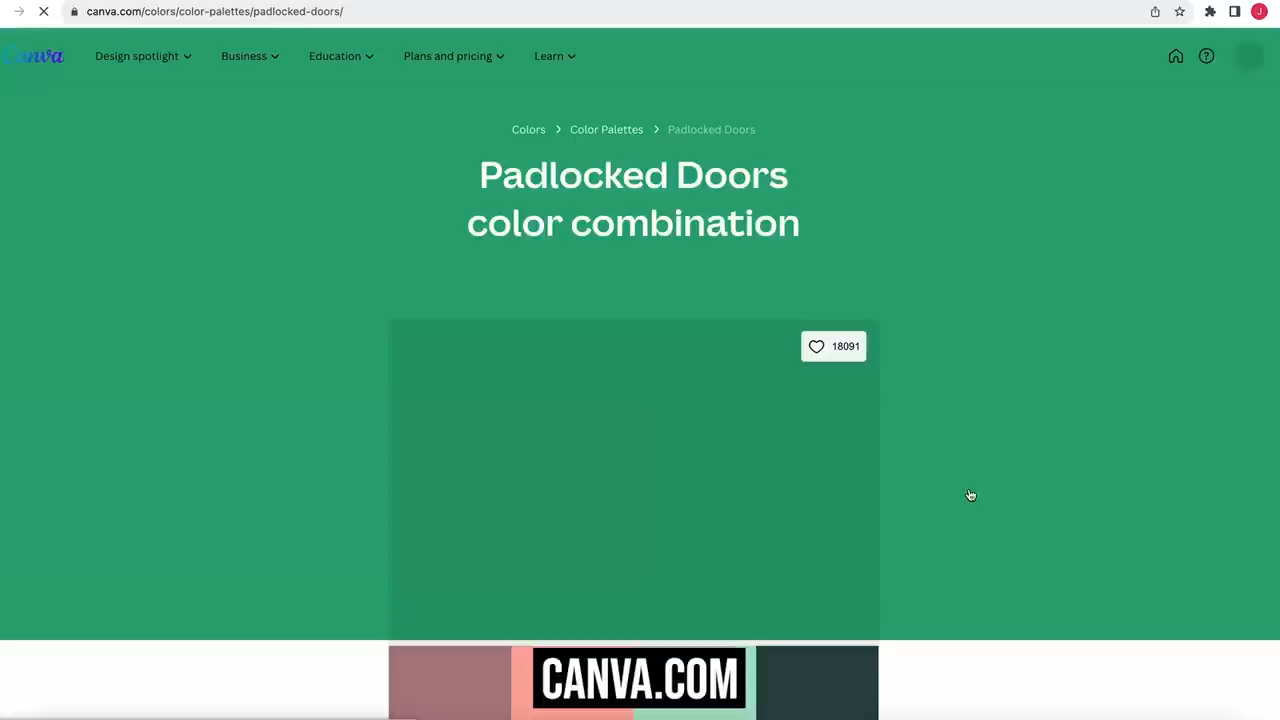 canva.com/colors/color-palettes/padlocked-doors/
J
Canva
Design spotlight
Business
Education
Plans and pricing
Learn
?
Colors > Color Palettes > Padlocked Doors
Padlocked Doors
color combination
18091
CANVA.COM